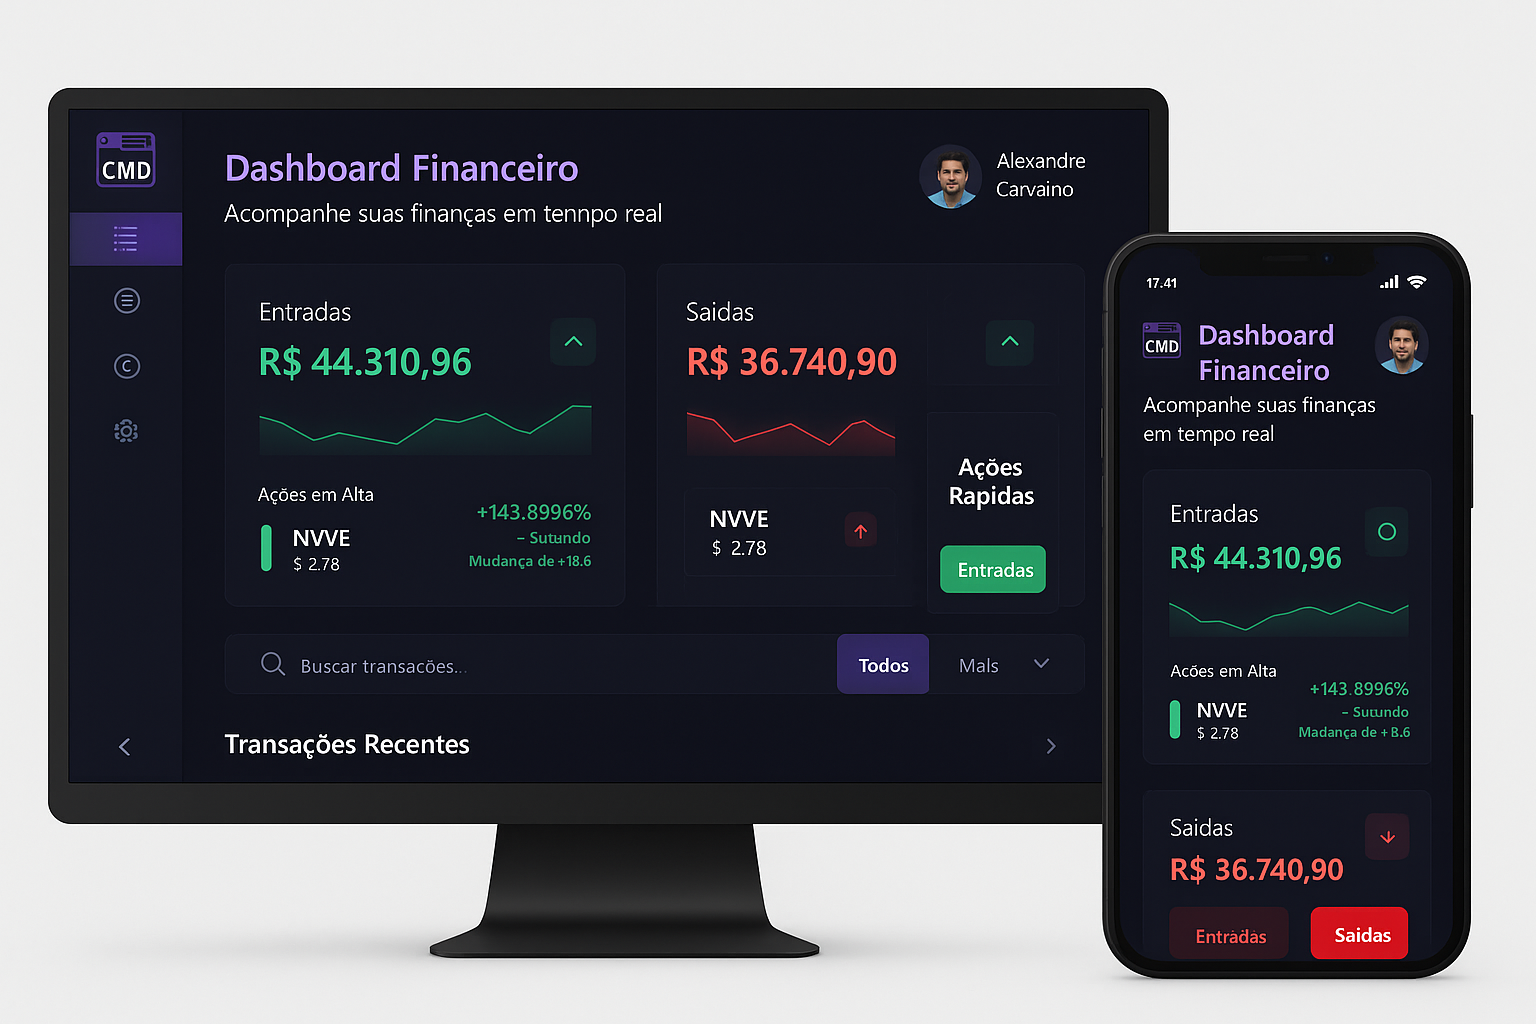 CMD
Dashboard Financeiro
Acompanhe suas finanças em tennpo real
Alexandre
Carvaino
Entradas
R$ 44.310,96
Ações em Alta
NVVE
$ 2.78
+143.8996%
– Sutundo
Mudança de +18.6
Saidas
R$ 36.740,90
NVVE
$ 2.78
Ações
Rapidas
Entradas
Buscar transacões...
Todos
Mals
Transações Recentes
17.41
CMD
Dashboard
Financeiro
Acompanhe suas finanças
em tempo real
Entradas
R$ 44.310,96
Acões em Alta
NVVE
$ 2.78
+143.8996%
– Sutundo
Madança de +8.6
Saidas
R$ 36.740,90
Entradas
Saidas